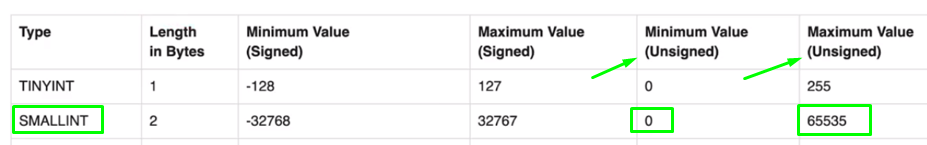 Type Length in Bytes Minimum Value (Signed) Maximum Value (Signed) Minimum Value (Unsigned) Maximum Value (Unsigned)
TINYINT 1 -128 127 0 255
SMALLINT 2 -32768 32767 0 65535